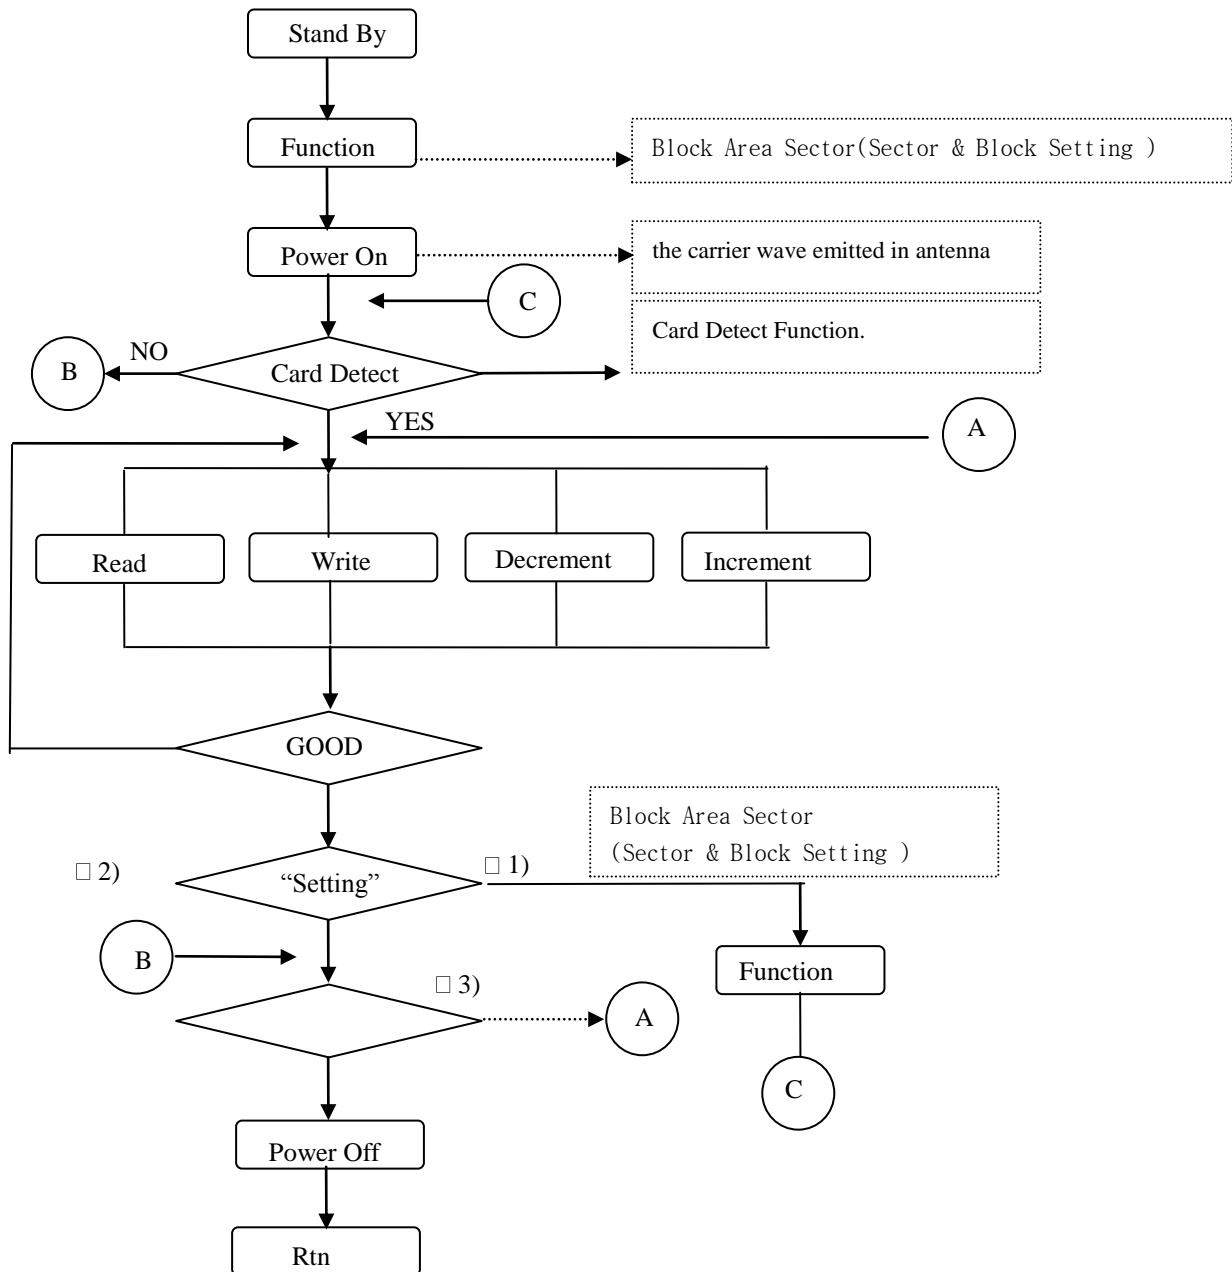 Stand By
Function
Block Area Sector(Sector & Block Setting )
Power On
the carrier wave emitted in antenna
C
Card Detect Function.
NO
B
Card Detect
YES
A
Read
Write
Decrement
Increment
GOOD
Block Area Sector
(Sector & Block Setting )
□ 2)
□ 1)
“Setting”
B
Function
□ 3)
A
C
Power Off
Rtn